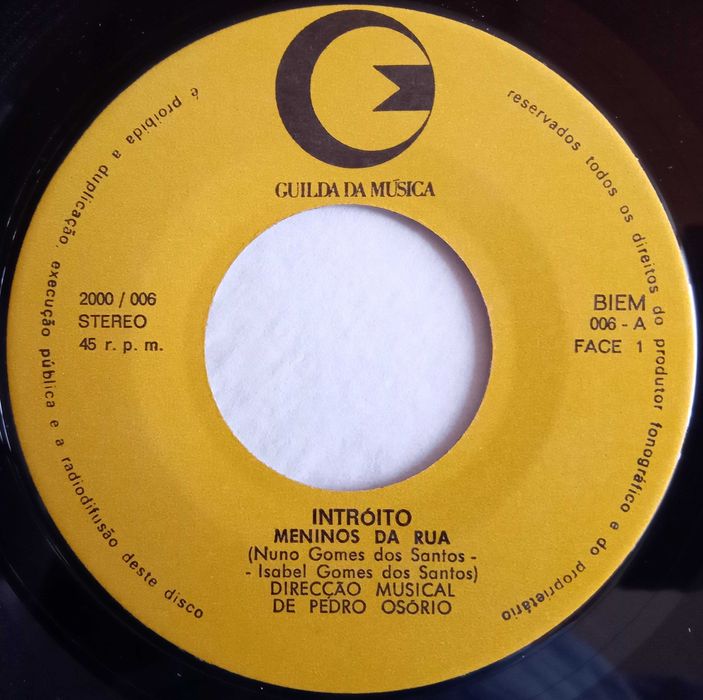 GUILDA DA MÚSICA
reservados todos os direitos do produtor fonográfico e do proprietário
é proibida a duplicação, execução pública e a radiodifusão deste disco
2000 / 006
STEREO
45 r. p. m.
BIEM
006 - A
FACE 1
INTRÓITO
MENINOS DA RUA
(Nuno Gomes dos Santos -
- Isabel Gomes dos Santos)
DIRECÇÃO MUSICAL
DE PEDRO OSÓRIO